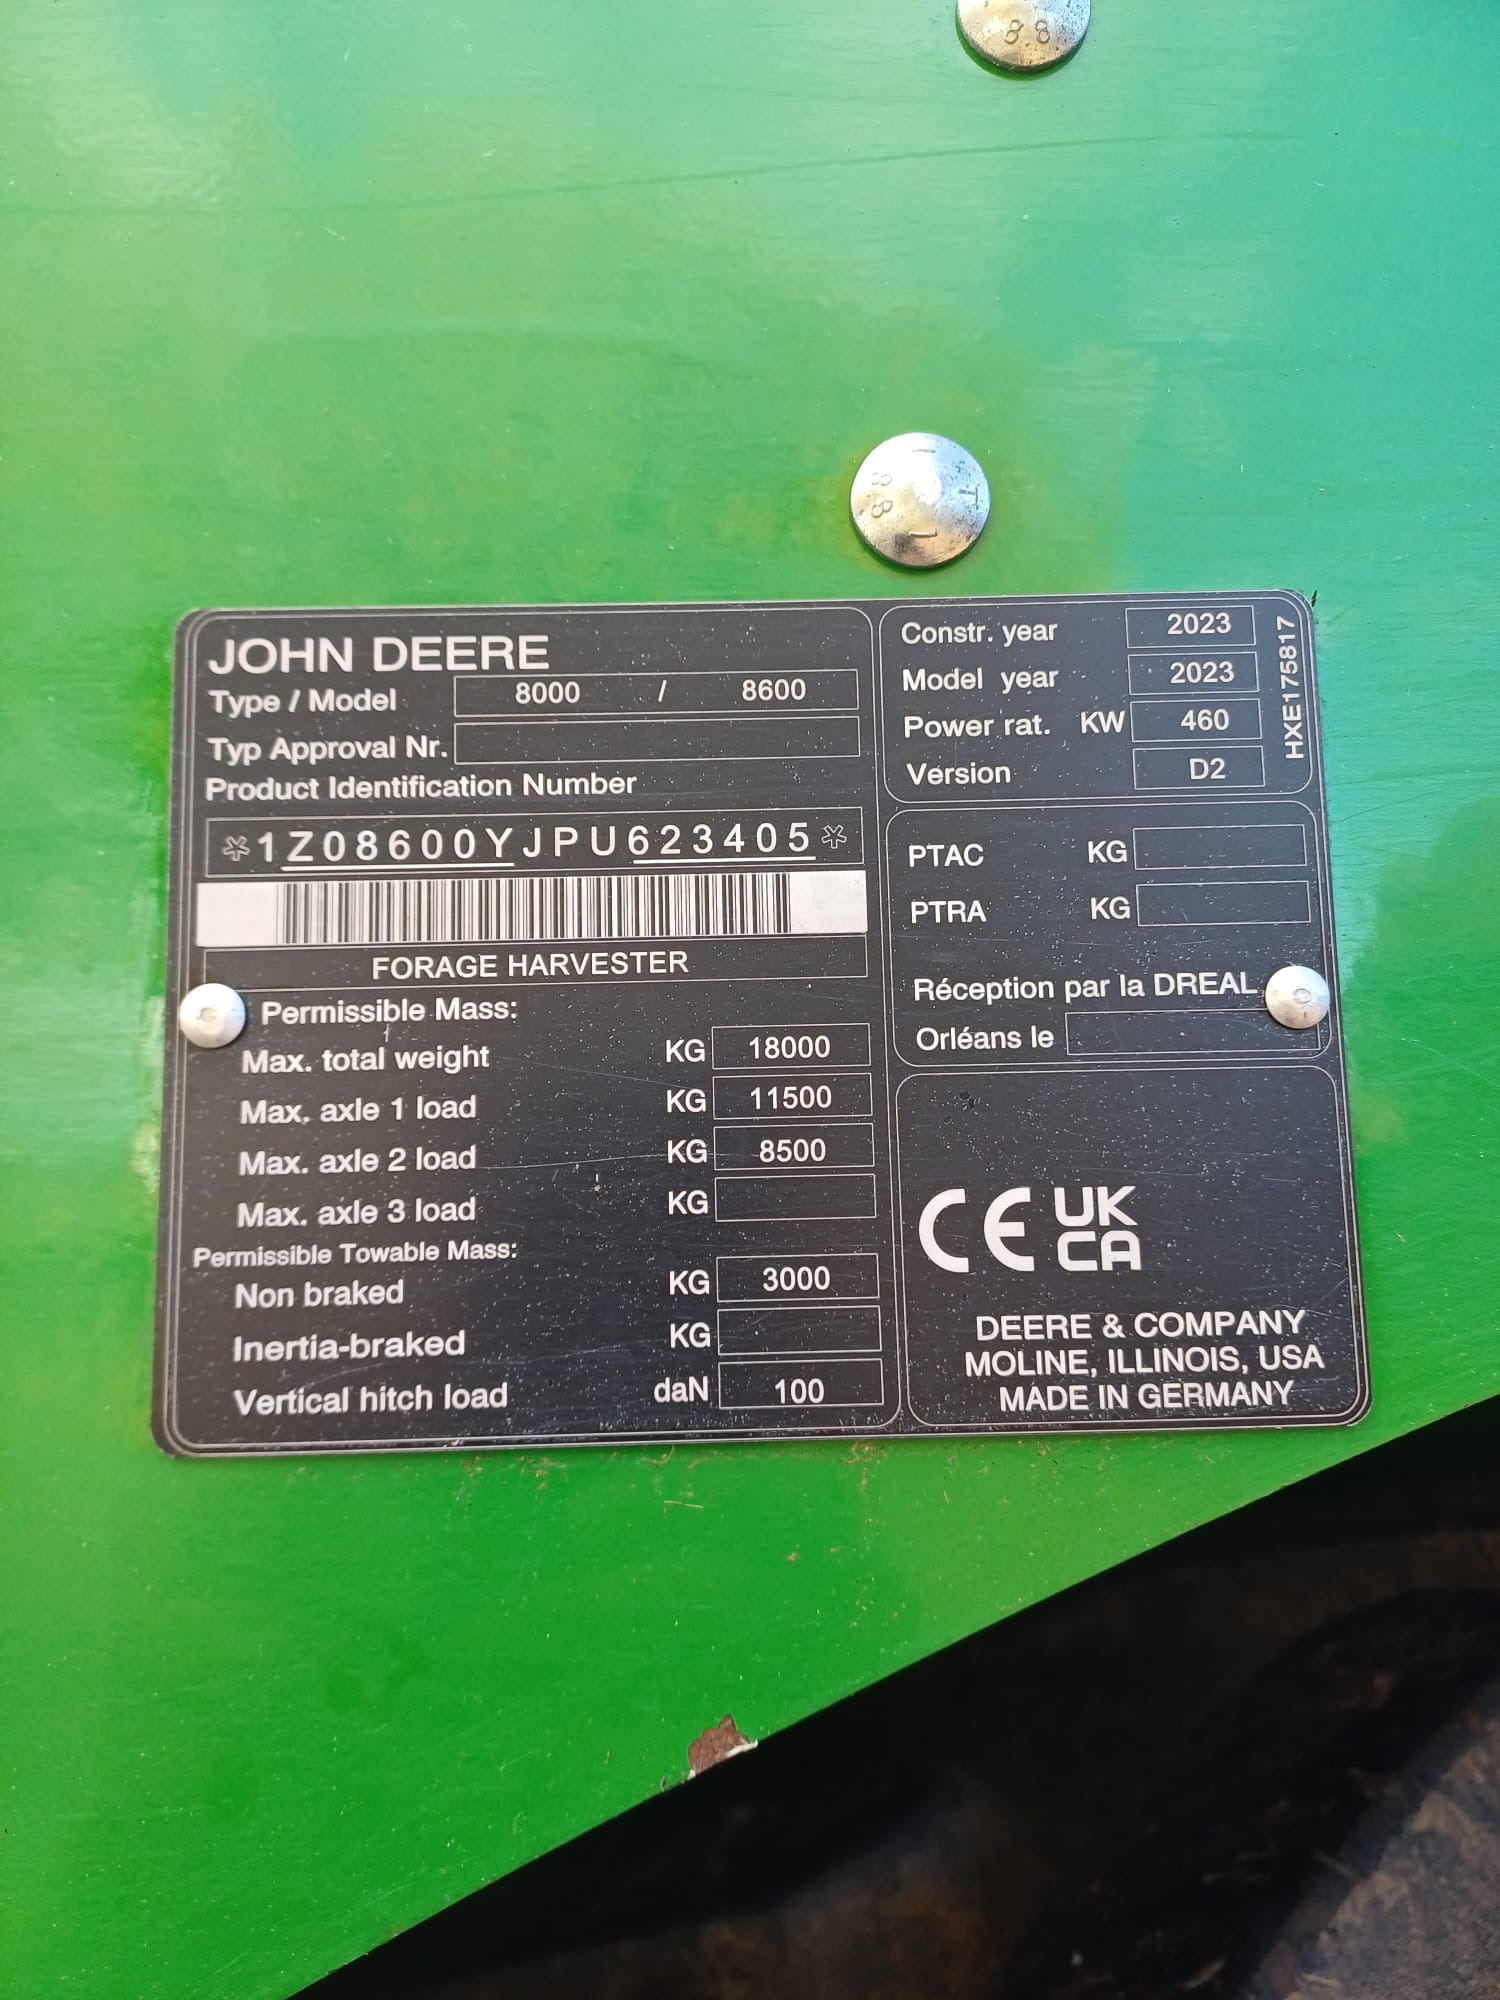 88
T
88
JOHN DEERE
Type / Model 8000 / 8600
Typ Approval Nr.
Product Identification Number
*1Z08600YJPU623405*
FORAGE HARVESTER
Permissible Mass:
Max. total weight KG 18000
Max. axle 1 load KG 11500
Max. axle 2 load KG 8500
Max. axle 3 load KG
Permissible Towable Mass:
Non braked KG 3000
Inertia-braked KG
Vertical hitch load daN 100
Constr. year 2023
Model year 2023
Power rat. KW 460
Version D2
HXE175817
PTAC KG
PTRA KG
Réception par la DREAL
Orléans le
CE UK
CA
DEERE & COMPANY
MOLINE, ILLINOIS, USA
MADE IN GERMANY